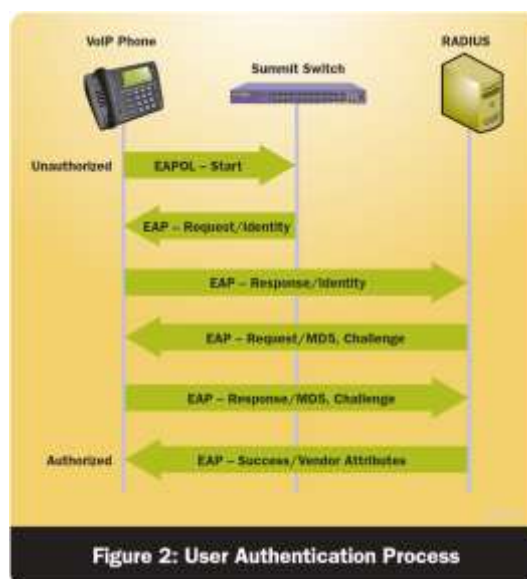 VoIP Phone
Summit Switch
RADIUS
Unauthorized
EAPOL – Start
EAP – Request/Identity
EAP – Response/Identity
EAP – Request/MD5, Challenge
EAP – Response/MD5, Challenge
Authorized
EAP – Success/Vendor Attributes
Figure 2: User Authentication Process